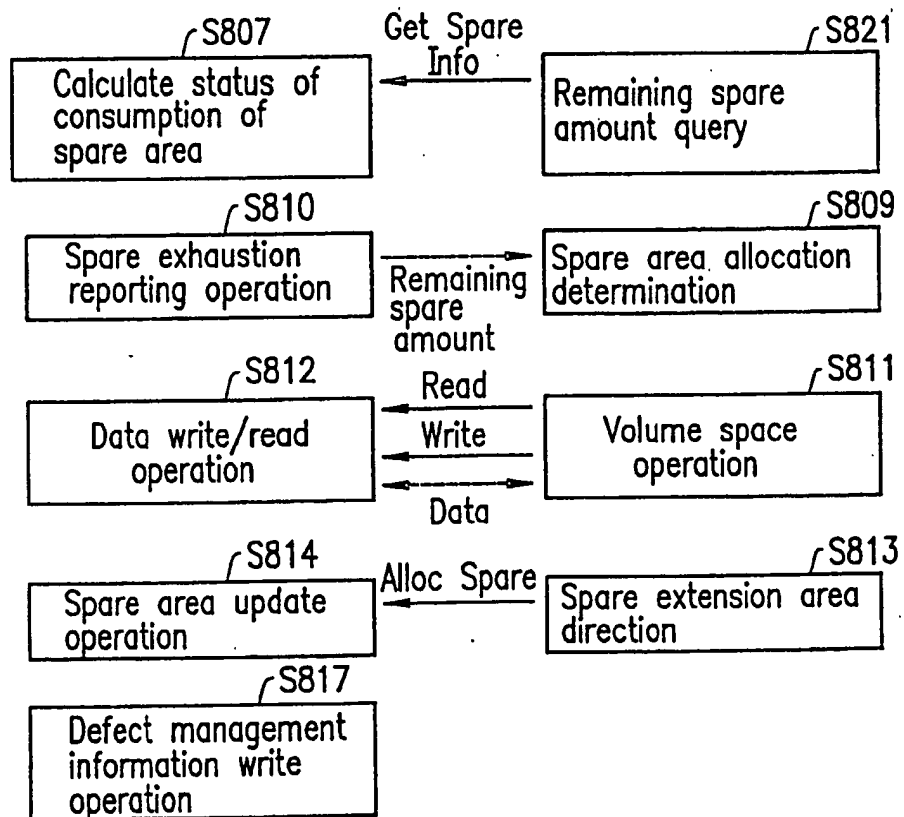 S807
Get Spare
Info
S821
Calculate status of
consumption of
spare area
Remaining spare
amount query
S810
S809
Spare exhaustion
reporting operation
Remaining
spare
amount
Spare area allocation
determination
S812
S811
Read
Data write/read
operation
Write
Volume space
operation
Data
S814
Alloc Spare
S813
Spare area update
operation
Spare extension area
direction
S817
Defect management
information write
operation